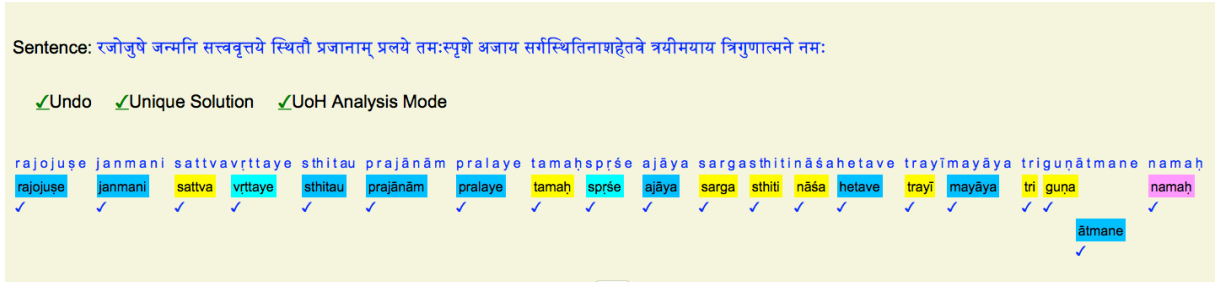 Sentence: रजोजुषे जन्मनि सत्त्ववृत्तये स्थितौ प्रजानाम् प्रलये तमःस्पृशे अजाय सर्गस्थितिनाशहेतवे त्रयीमयाय त्रिगुणात्मने नमः
✓Undo ✓Unique Solution ✓UoH Analysis Mode
rajojuṣe janmani sattvavṛttaye sthitau prajānām pralaye tamaḥspṛśe ajāya sargasthitināśahetave trayīmayāya triguṇātmane namaḥ
rajojuṣe janmani sattva vṛttaye sthitau prajānām pralaye tamaḥ spṛśe ajāya sarga sthiti nāśa hetave trayī mayāya tri guṇa namaḥ
✓ ✓ ✓ ✓ ✓ ✓ ✓ ✓ ✓ ✓ ✓ ✓ ✓ ✓ ✓ ✓ ✓ ✓ ✓
ātmane
✓